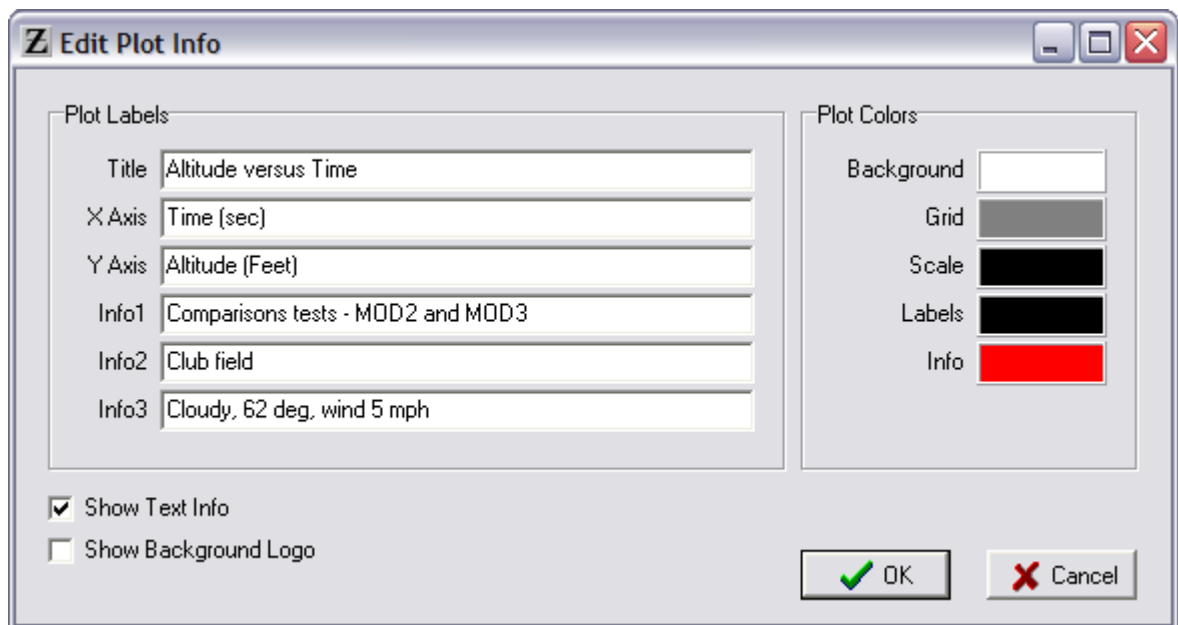 Z Edit Plot Info
Plot Labels
Title Altitude versus Time
X Axis Time (sec)
Y Axis Altitude (Feet)
Info1 Comparisons tests - MOD2 and MOD3
Info2 Club field
Info3 Cloudy, 62 deg, wind 5 mph
Plot Colors
Background
Grid
Scale
Labels
Info
Show Text Info
Show Background Logo
OK
Cancel